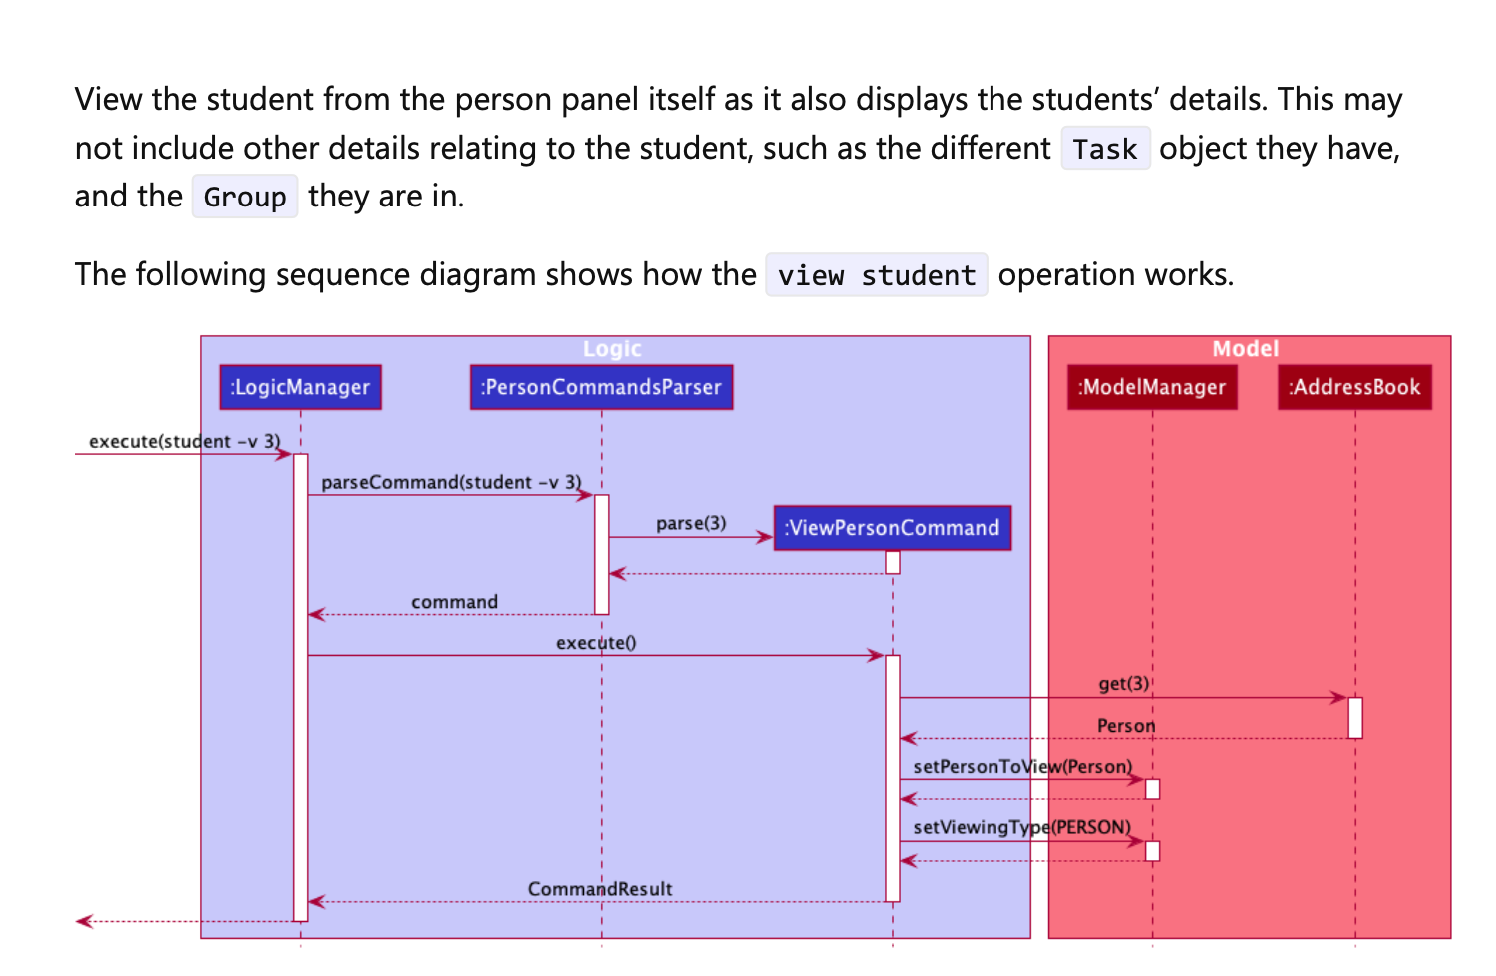 View the student from the person panel itself as it also displays the students’ details. This may
not include other details relating to the student, such as the different Task object they have,
and the Group they are in.
The following sequence diagram shows how the view student operation works.
Logic
Model
:LogicManager
:PersonCommandsParser
:ModelManager
:AddressBook
execute(student -v 3)
parseCommand(student -v 3)
parse(3)
:ViewPersonCommand
command
execute()
get(3)
Person
setPersonToView(Person)
setViewingType(PERSON)
CommandResult